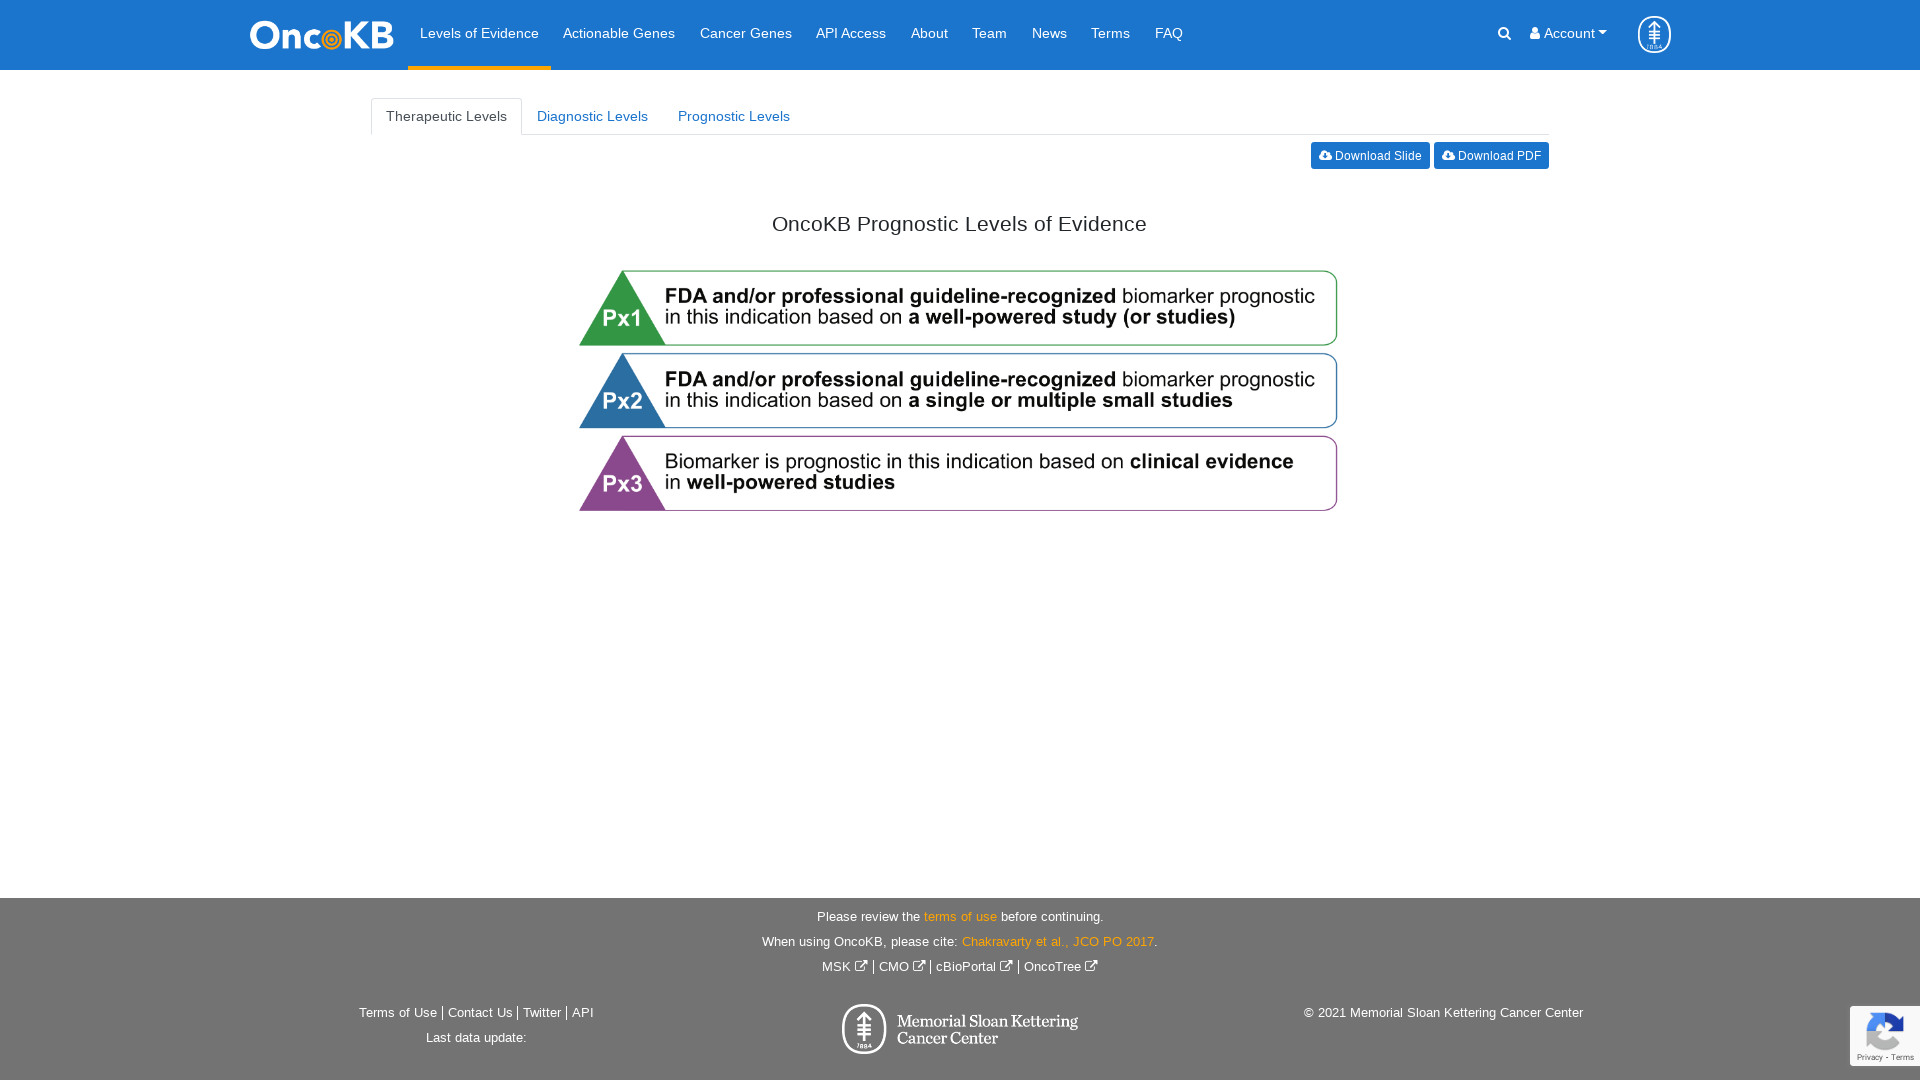 OncoKB Levels of Evidence Actionable Genes Cancer Genes API Access About Team News Terms FAQ Account
1884
Therapeutic Levels Diagnostic Levels Prognostic Levels
Download Slide Download PDF
OncoKB Prognostic Levels of Evidence
Px1
FDA and/or professional guideline-recognized biomarker prognostic
in this indication based on a well-powered study (or studies)
Px2
FDA and/or professional guideline-recognized biomarker prognostic
in this indication based on a single or multiple small studies
Px3
Biomarker is prognostic in this indication based on clinical evidence
in well-powered studies
Please review the terms of use before continuing.
When using OncoKB, please cite: Chakravarty et al., JCO PO 2017.
MSK | CMO | cBioPortal | OncoTree
Terms of Use | Contact Us | Twitter | API
Last data update:
1884
Memorial Sloan Kettering
Cancer Center
© 2021 Memorial Sloan Kettering Cancer Center
Privacy - Terms